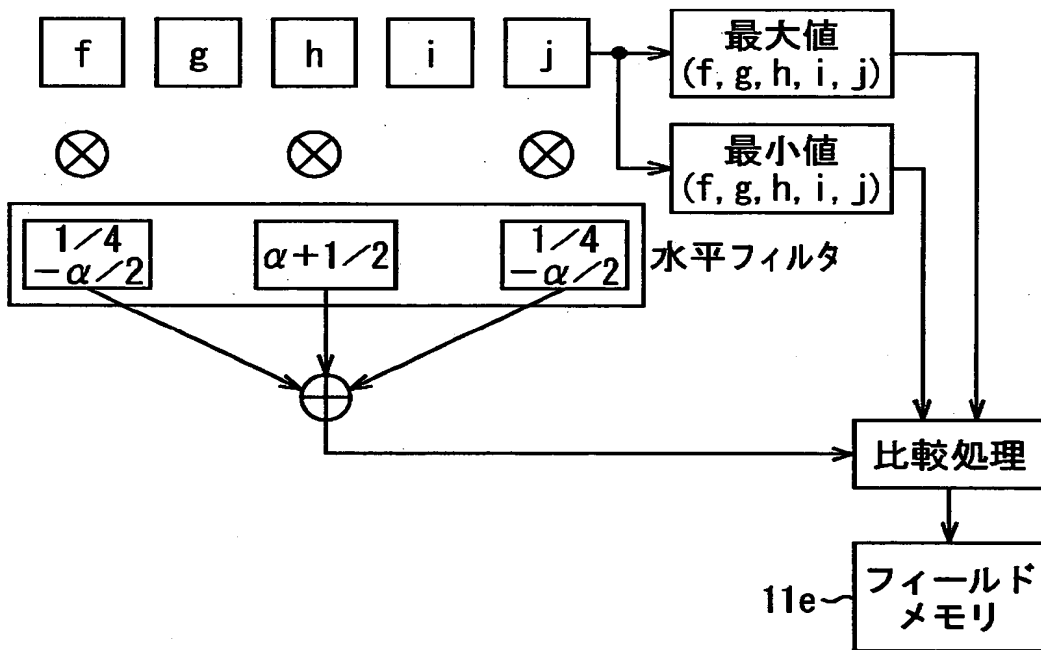 f g h i j
最大値
(f, g, h, i, j)
最小値
(f, g, h, i, j)
1/4
-α/2
α+1/2
1/4
-α/2
水平フィルタ
比較処理
11e
フィールド
メモリ